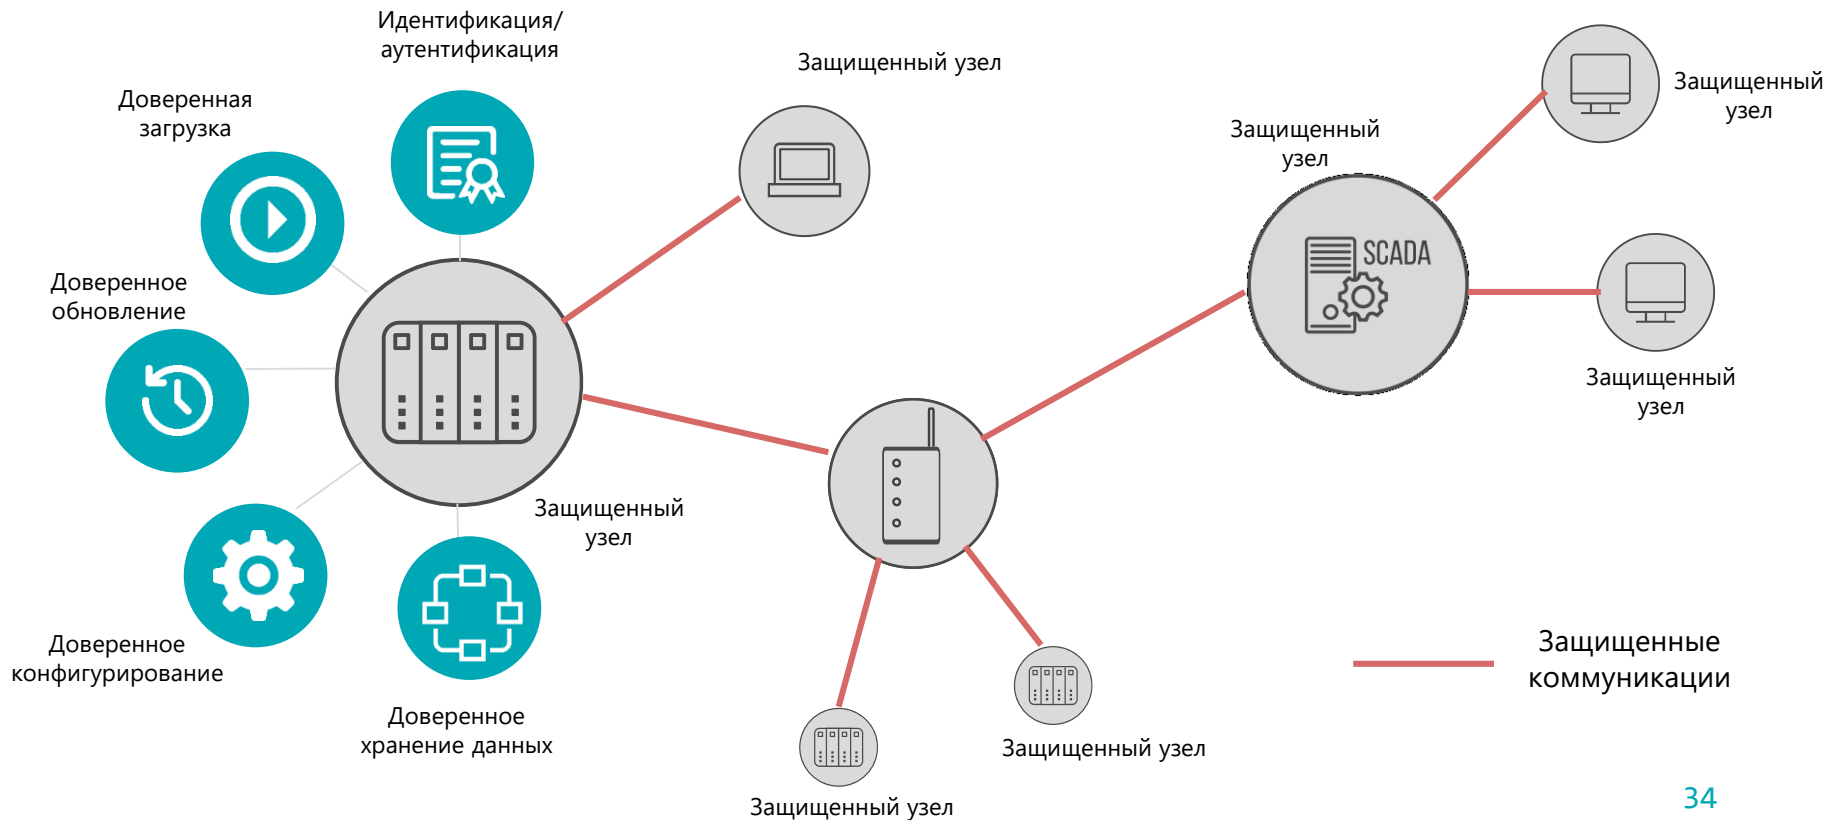 Идентификация/
аутентификация
Доверенная
загрузка
Доверенное
обновление
Доверенное
конфигурирование
Доверенное
хранение данных
Защищенный
узел
Защищенный узел
Защищенный узел
Защищенный узел
Защищенный
узел
SCADA
Защищенный
узел
Защищенный
узел
Защищенные
коммуникации
34